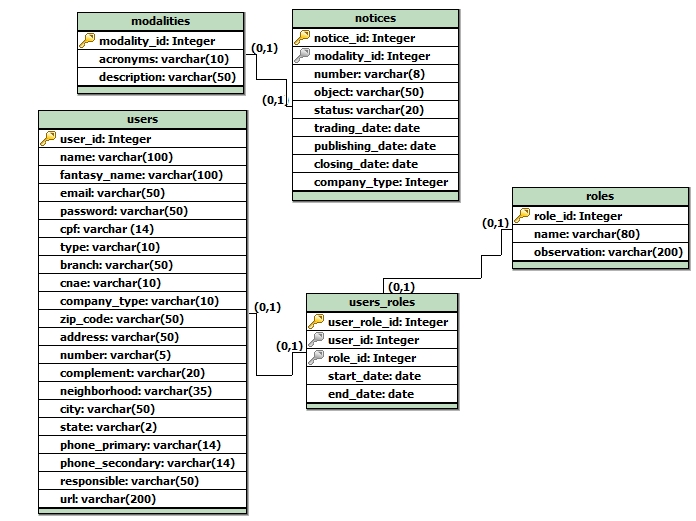 modalities
modality_id: Integer
acronyms: varchar(10)
description: varchar(50)
(0,1)
(0,1)
notices
notice_id: Integer
modality_id: Integer
number: varchar(8)
object: varchar(50)
status: varchar(20)
trading_date: date
publishing_date: date
closing_date: date
company_type: Integer
users
user_id: Integer
name: varchar(100)
fantasy_name: varchar(100)
email: varchar(50)
password: varchar(50)
cpf: varchar (14)
type: varchar(10)
branch: varchar(50)
cnae: varchar(10)
company_type: varchar(10)
zip_code: varchar(50)
address: varchar(50)
number: varchar(5)
complement: varchar(20)
neighborhood: varchar(35)
city: varchar(50)
state: varchar(2)
phone_primary: varchar(14)
phone_secondary: varchar(14)
responsible: varchar(50)
url: varchar(200)
(0,1)
(0,1)
roles
role_id: Integer
name: varchar(80)
observation: varchar(200)
(0,1)
(0,1)
users_roles
user_role_id: Integer
user_id: Integer
role_id: Integer
start_date: date
end_date: date